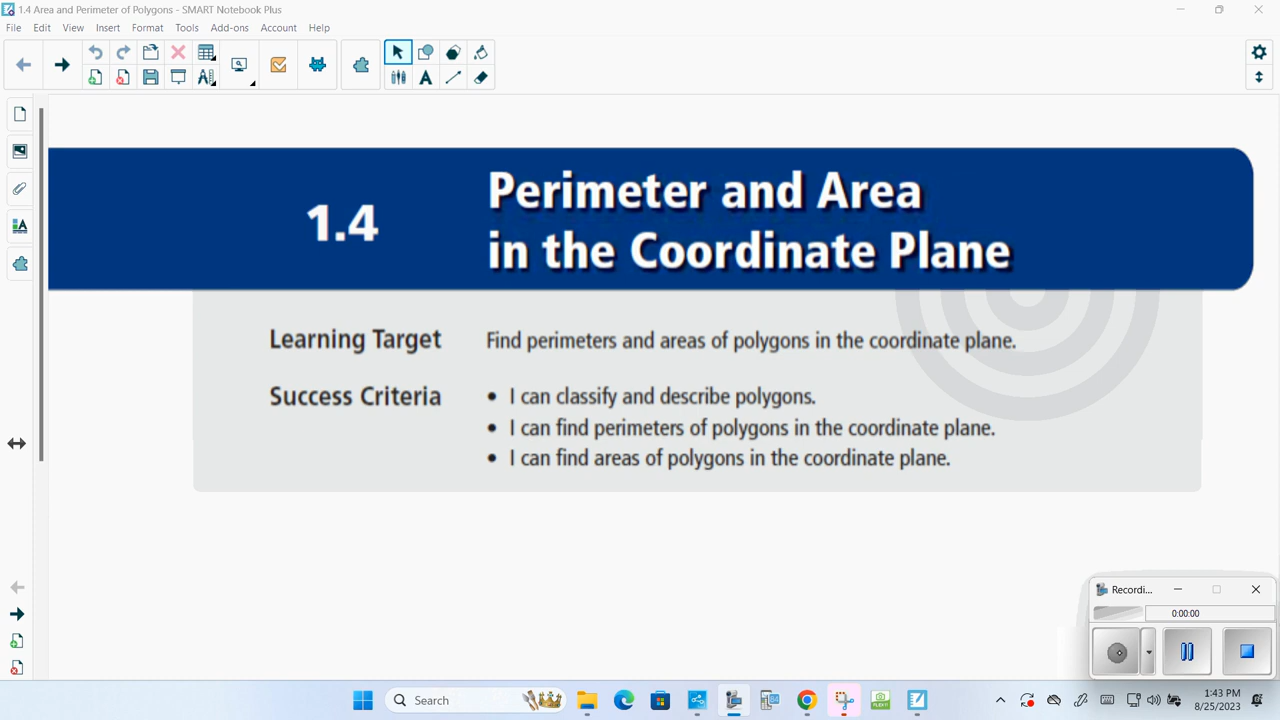 1.4 Area and Perimeter of Polygons - SMART Notebook Plus
File Edit View Insert Format Tools Add-ons Account Help
1.4
Perimeter and Area
in the Coordinate Plane
Learning Target
Find perimeters and areas of polygons in the coordinate plane.
Success Criteria
• I can classify and describe polygons.
• I can find perimeters of polygons in the coordinate plane.
• I can find areas of polygons in the coordinate plane.
Recordi...
0:00:00
Search
1:43 PM
8/25/2023